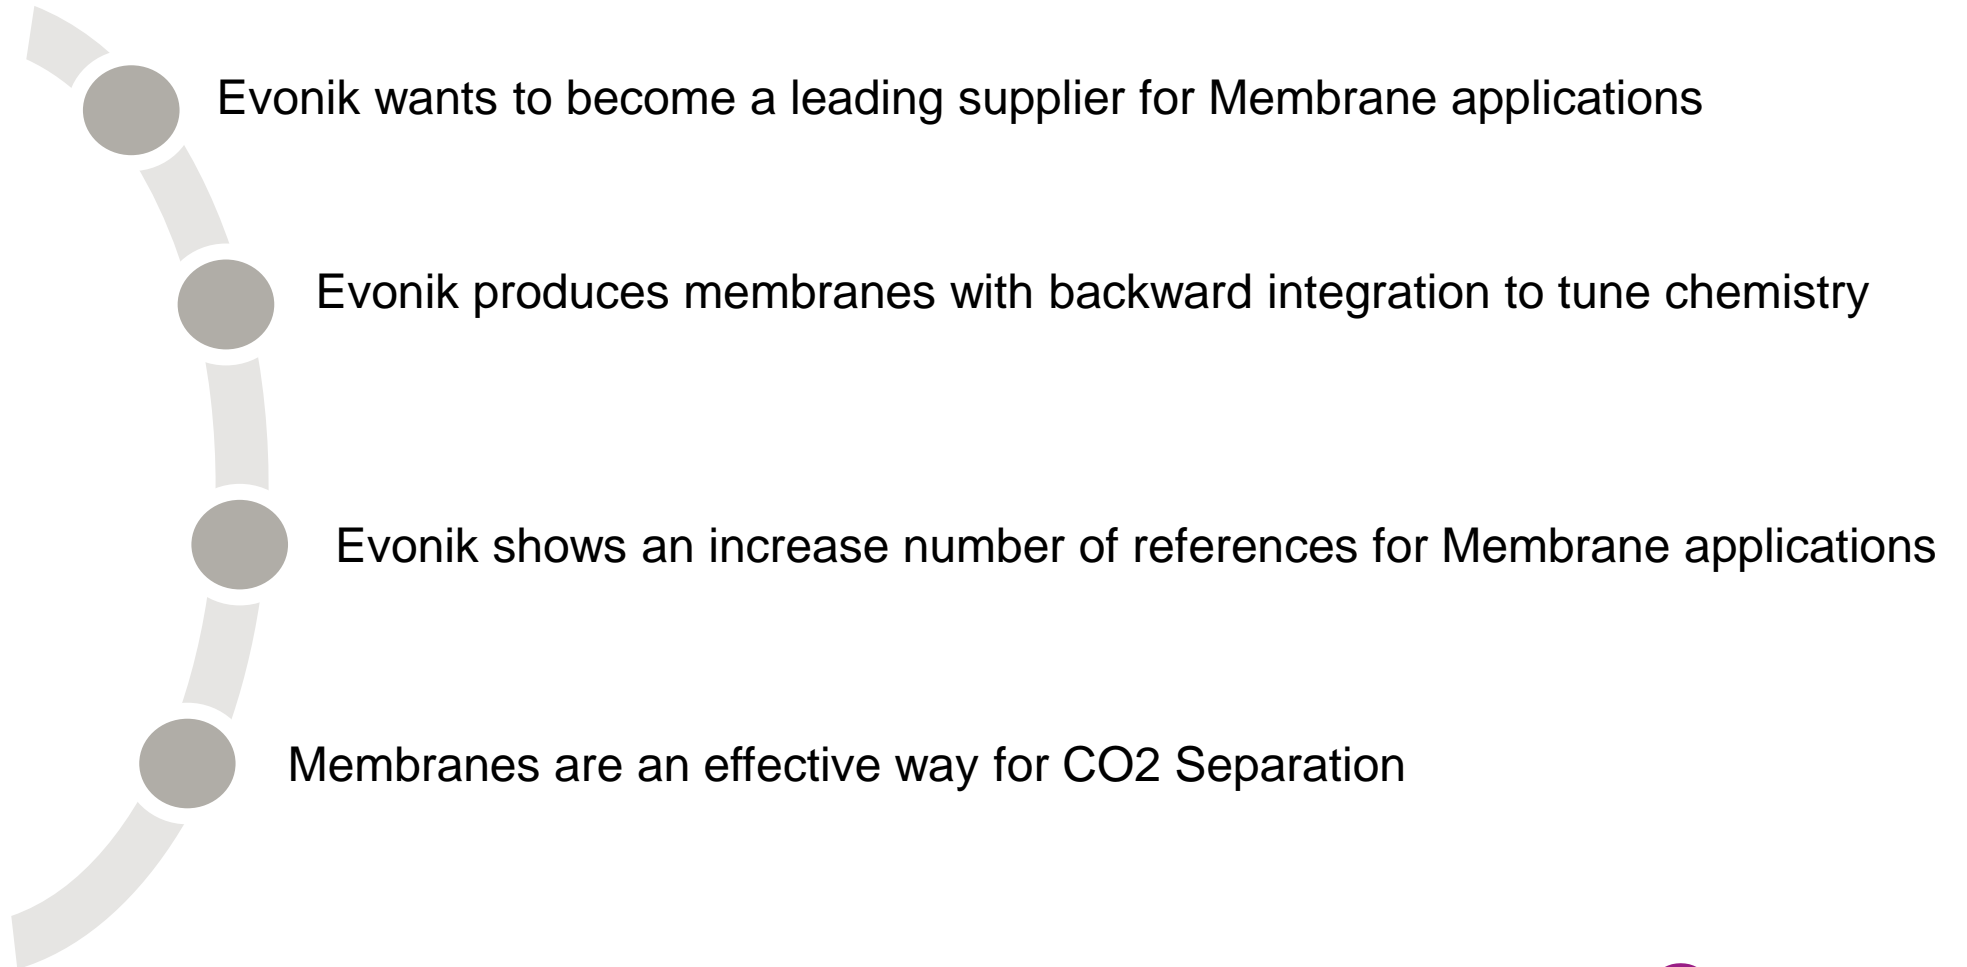 Evonik wants to become a leading supplier for Membrane applications
Evonik produces membranes with backward integration to tune chemistry
Evonik shows an increase number of references for Membrane applications
Membranes are an effective way for CO2 Separation